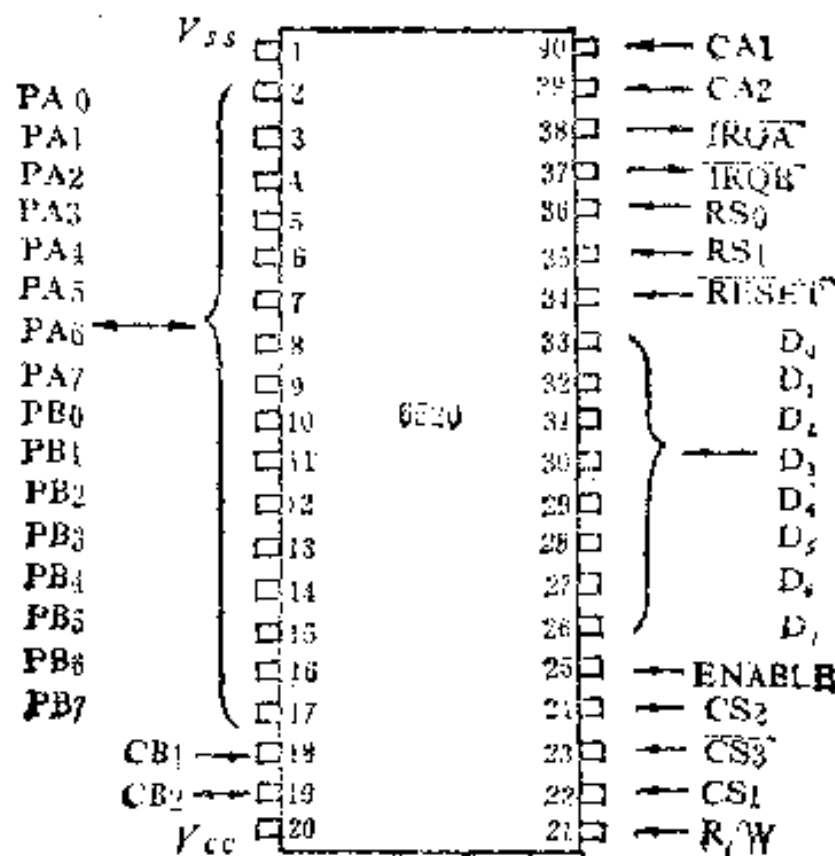 Vss 1 40 CA1
PA0 2 39 CA2
PA1 3 38 I̅R̅Q̅A̅
PA2 4 37 I̅R̅Q̅B̅
PA3 5 36 RS0
PA4 6 35 RS1
PA5 7 34 R̅E̅S̅E̅T̅
PA6 8 33 D₀
PA7 9 32 D₁
PB0 10 6520 31 D₂
PB1 11 30 D₃
PB2 12 29 D₄
PB3 13 28 D₅
PB4 14 27 D₆
PB5 15 26 D₇
PB6 16 25 ENABLE
PB7 17 24 CS2
CB1 18 23 C̅S̅3̅
CB2 19 22 CS1
Vcc 20 21 R/W